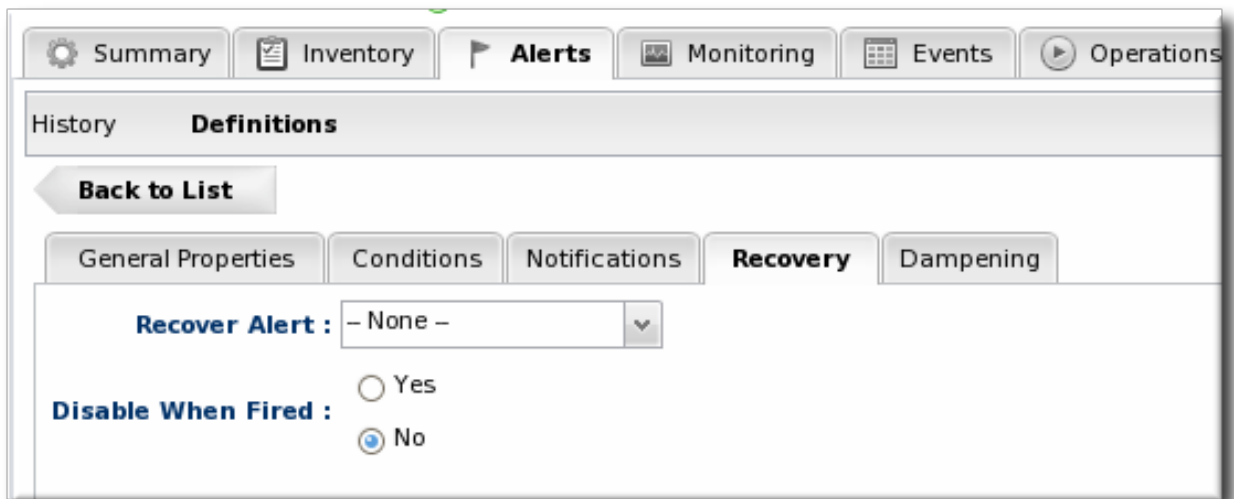 Summary Inventory Alerts Monitoring Events Operations
History Definitions
Back to List
General Properties Conditions Notifications Recovery Dampening
Recover Alert : – None –
Yes
Disable When Fired :
No